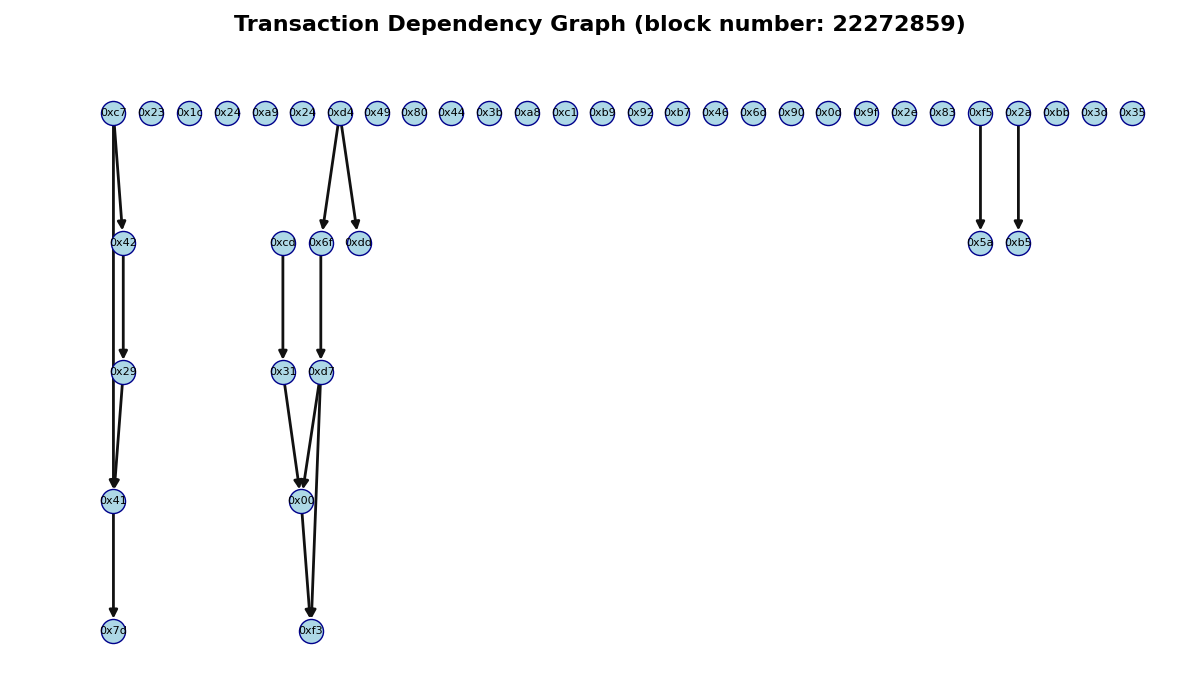 Transaction Dependency Graph (block number: 22272859)
0xc7 0x23 0x1c 0x24 0xa9 0x24 0xd4 0x49 0x80 0x44 0x3b 0xa8 0xc1 0xb9 0x92 0xb7 0x46 0x6d 0x90 0x0d 0x9f 0x2e 0x83 0xf5 0x2a 0xbb 0x3d 0x35
0x42 0xcd 0x6f 0xdd 0x5a 0xb5
0x29 0x31 0xd7
0x41 0x00
0x7d 0xf3